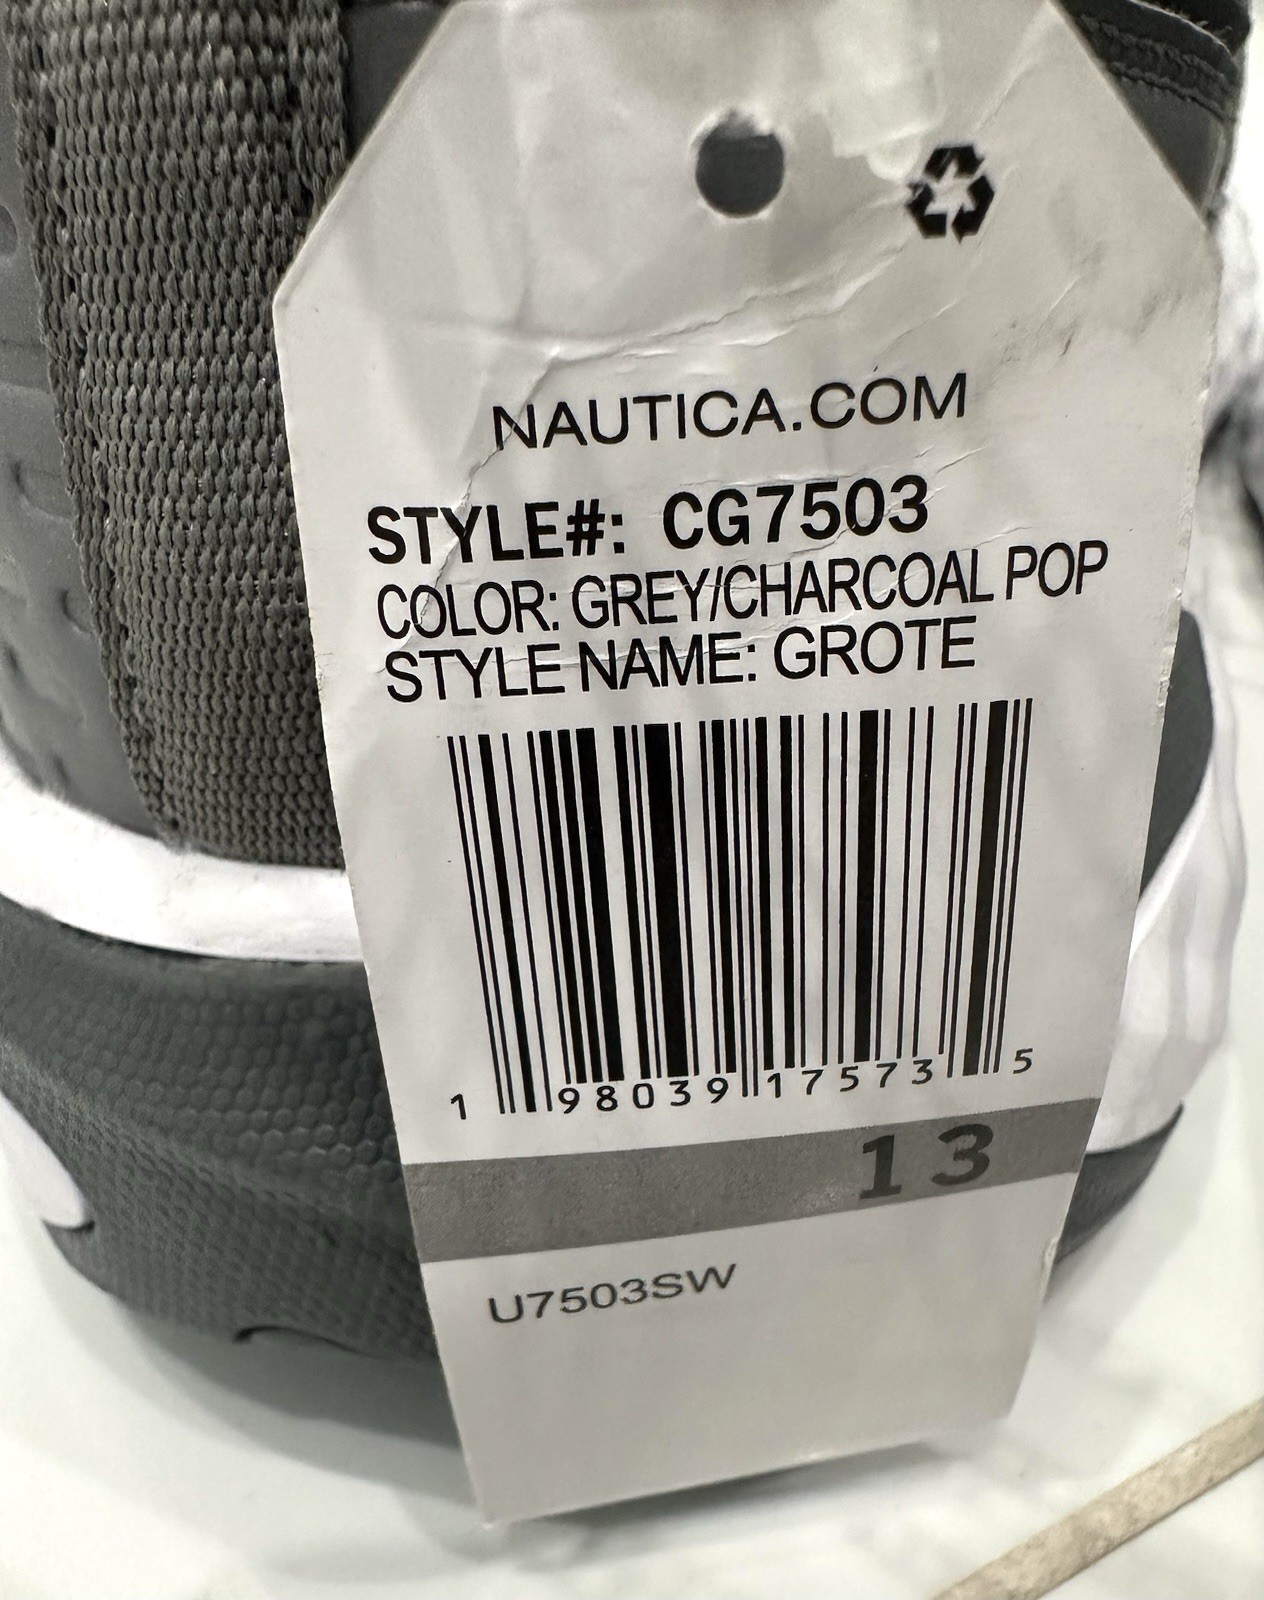 NAUTICA.COM
STYLE#: CG7503
COLOR: GREY/CHARCOAL POP
STYLE NAME: GROTE
1 98039 17573 5
13
U7503SW